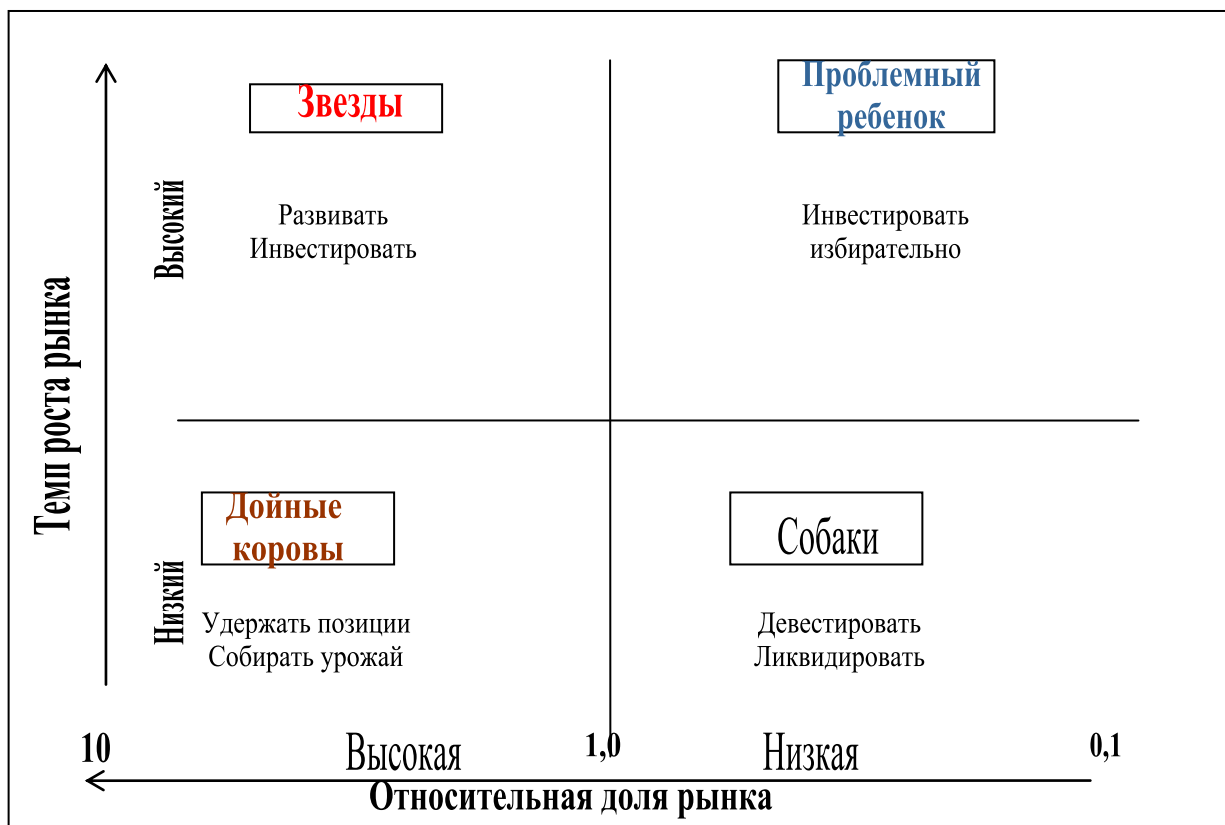 Звезды
Проблемный
ребенок
Высокий
Развивать
Инвестировать
Инвестировать
избирательно
Темп роста рынка
Дойные
коровы
Собаки
Низкий
Удержать позиции
Собирать урожай
Девестировать
Ликвидировать
10
Высокая
1,0
Низкая
0,1
Относительная доля рынка